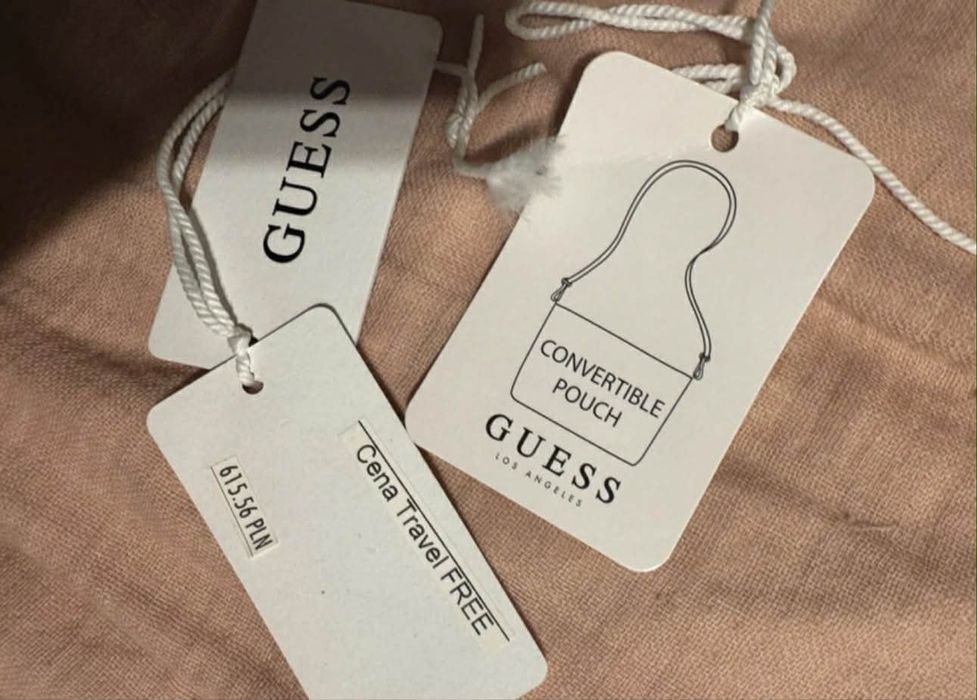 GUESS
CONVERTIBLE
POUCH
GUESS
LOS ANGELES
615.56 PLN
Cena Travel FREE